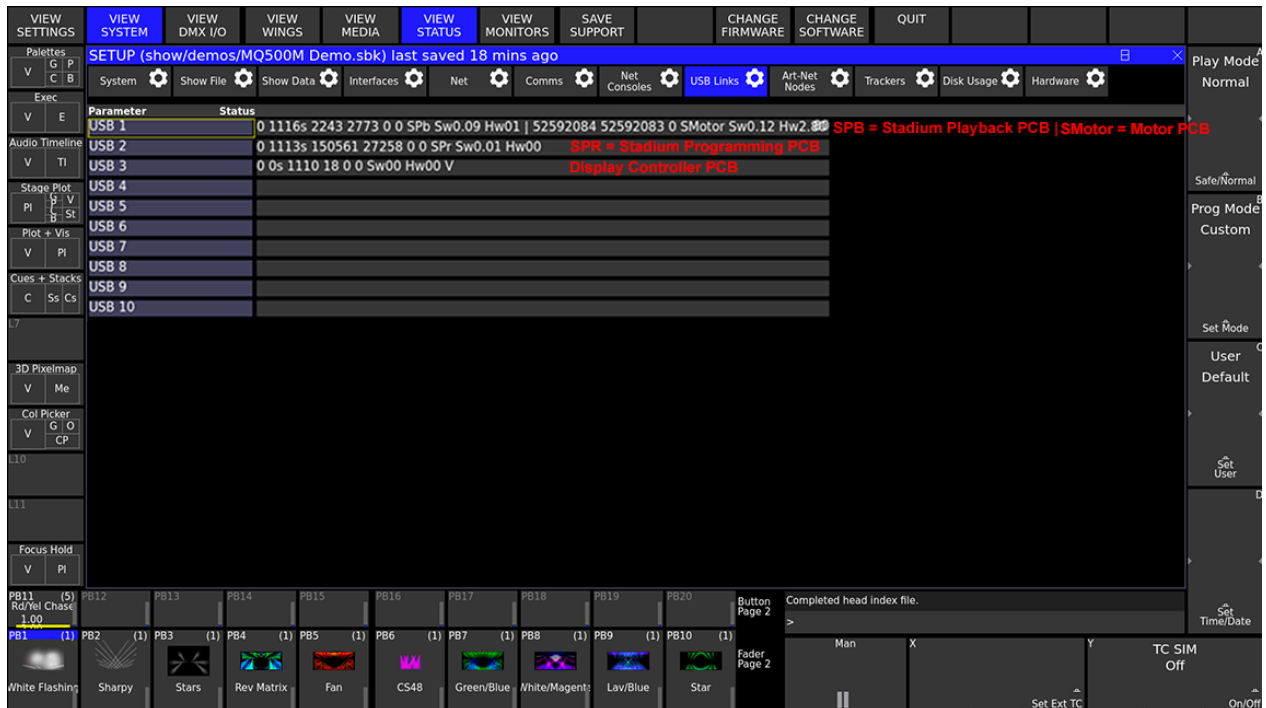 VIEW SETTINGS
VIEW SYSTEM
VIEW DMX I/O
VIEW WINGS
VIEW MEDIA
VIEW STATUS
VIEW MONITORS
SAVE SUPPORT
CHANGE FIRMWARE
CHANGE SOFTWARE
QUIT
Palettes
V G P C B
Exec
V E
Audio Timeline
V TI
Stage Plot
PI V St
Plot + Vis
V PI
Cues + Stacks
C Ss Cs
L7
3D Pixelmap
V Me
Col Picker
V G O CP
L10
L11
Focus Hold
V PI
SETUP (show/demos/MQ500M Demo.sbk) last saved 18 mins ago
System
Show File
Show Data
Interfaces
Net
Comms
Net Consoles
USB Links
Art-Net Nodes
Trackers
Disk Usage
Hardware
Parameter Status
USB 1 0 1116s 2243 2773 0 0 SPb Sw0.09 Hw01 | 52592084 52592083 0 SMotor Sw0.12 Hw2. SPB = Stadium Playback PCB |SMotor = Motor PCB
USB 2 0 1113s 150561 27258 0 0 SPr Sw0.01 Hw00 SPR = Stadium Programming PCB
USB 3 0 0s 1110 18 0 0 Sw00 Hw00 V Display Controller PCB
USB 4
USB 5
USB 6
USB 7
USB 8
USB 9
USB 10
A
Play Mode
Normal
Safe/Normal
B
Prog Mode
Custom
Set Mode
C
User
Default
Set User
D
Set Time/Date
PB11 (5)
Rd/Yel Chase
1.00
PB12
PB13
PB14
PB15
PB16
PB17
PB18
PB19
PB20
Button Page 2
Completed head index file.
>
PB1 (1)
White Flashing
PB2 (1)
Sharpy
PB3 (1)
Stars
PB4 (1)
Rev Matrix
PB5 (1)
Fan
PB6 (1)
CS48
PB7 (1)
Green/Blue
PB8 (1)
White/Magent
PB9 (1)
Lav/Blue
PB10 (1)
Star
Fader Page 2
Man
X
Set Ext TC
Y
TC SIM
Off
On/Off